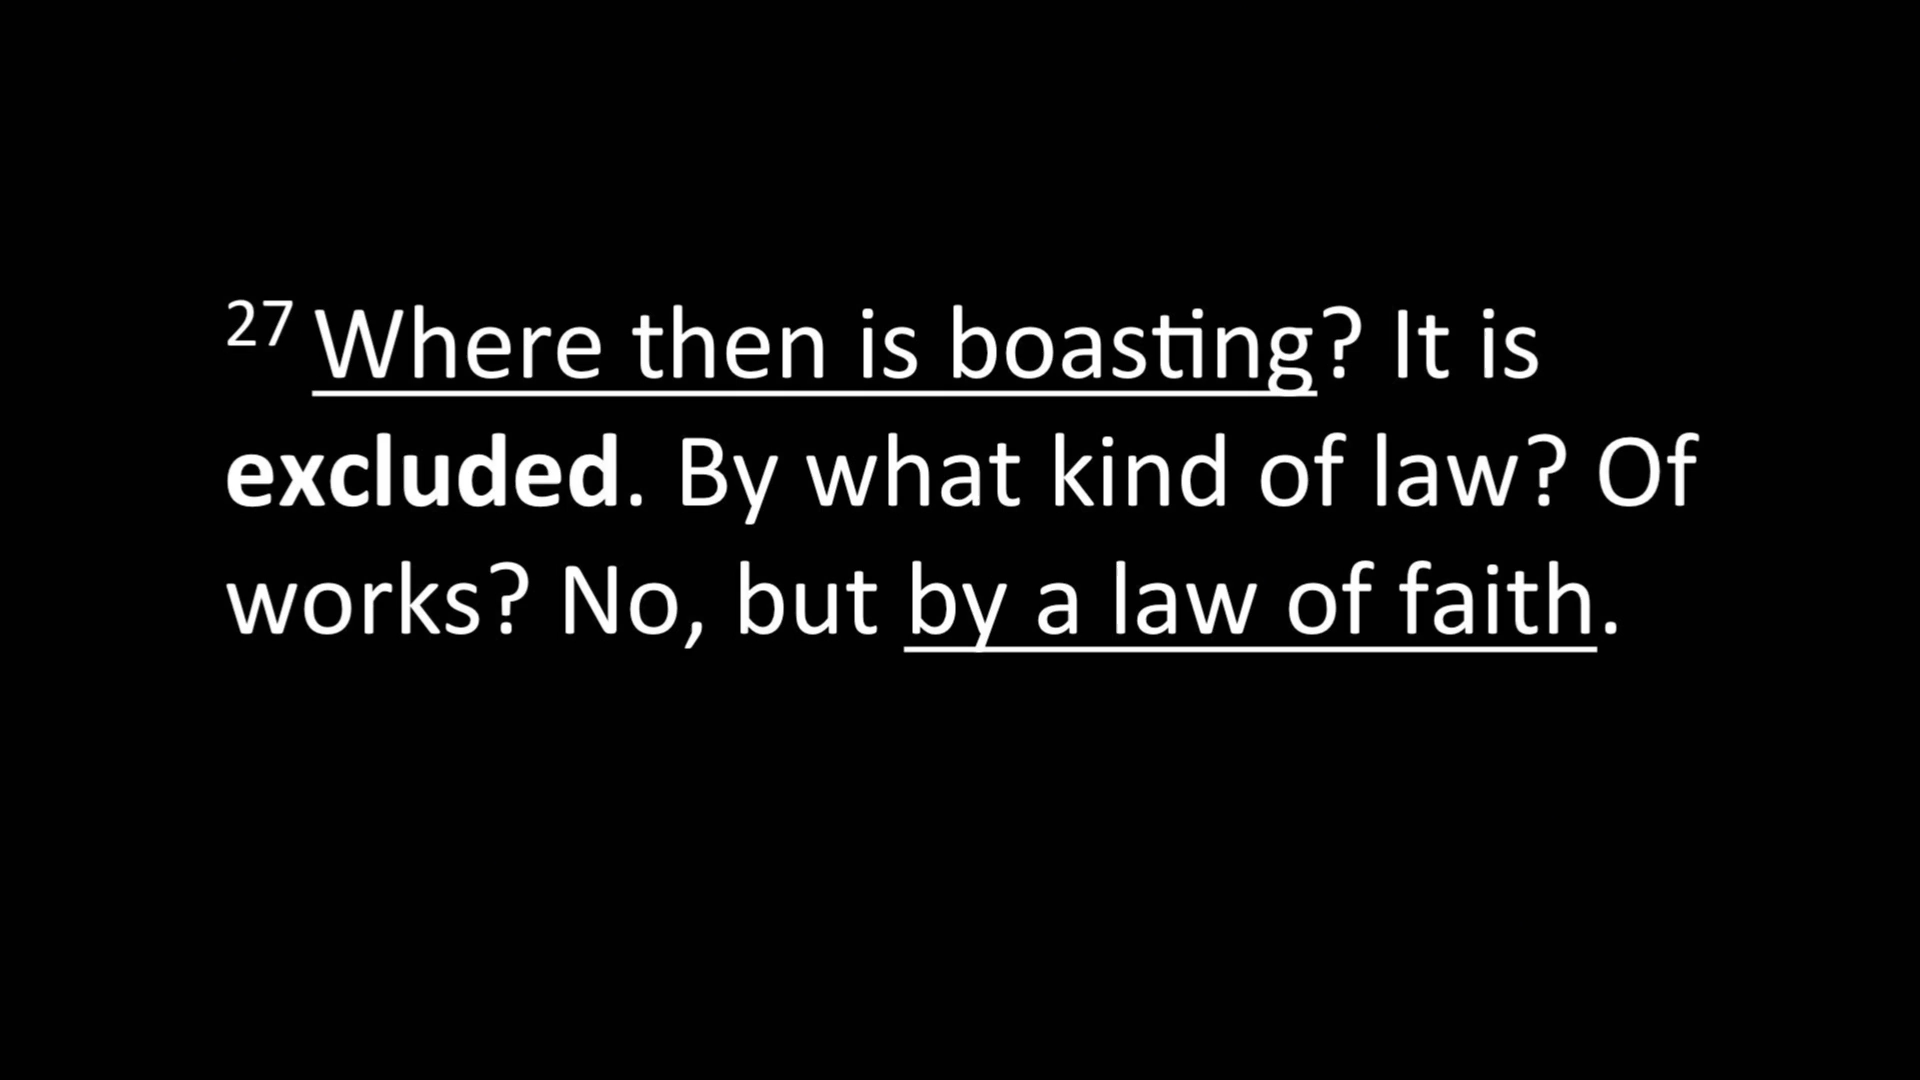 27 Where then is boasting? It is
excluded. By what kind of law? Of
works? No, but by a law of faith.